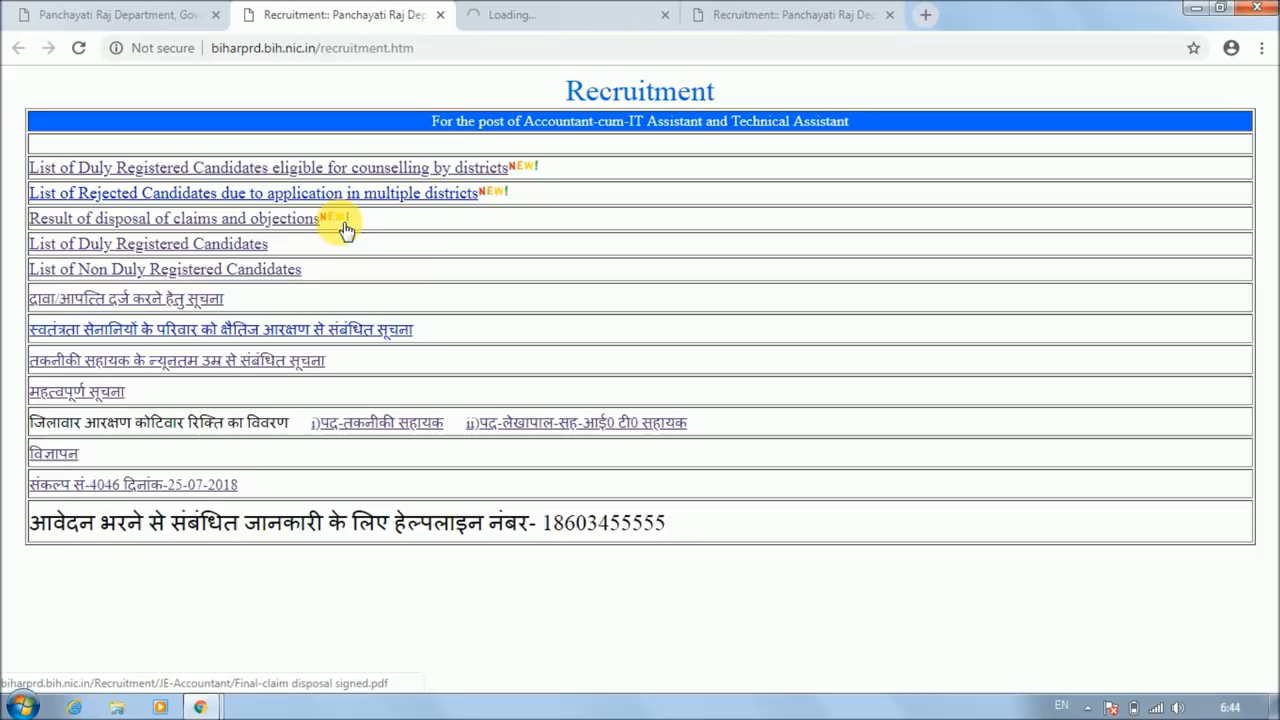 Panchayati Raj Department, Gov
Recruitment:: Panchayati Raj Dep
Loading...
Recruitment:: Panchayati Raj De
Not secure
biharprd.bih.nic.in/recruitment.htm
Recruitment
For the post of Accountant-cum-IT Assistant and Technical Assistant
List of Duly Registered Candidates eligible for counselling by districts NEW!
List of Rejected Candidates due to application in multiple districts NEW!
Result of disposal of claims and objections NEW!
List of Duly Registered Candidates
List of Non Duly Registered Candidates
दावा/आपत्ति दर्ज करने हेतु सूचना
स्वतंत्रता सेनानियों के परिवार को क्षैतिज आरक्षण से संबंधित सूचना
तकनीकी सहायक के न्यूनतम उम्र से संबंधित सूचना
महत्वपूर्ण सूचना
जिलावार आरक्षण कोटिवार रिक्ति का विवरण i)पद-तकनीकी सहायक ii)पद-लेखापाल-सह-आई0 टी0 सहायक
विज्ञापन
संकल्प सं-4046 दिनांक-25-07-2018
आवेदन भरने से संबंधित जानकारी के लिए हेल्पलाइन नंबर- 18603455555
biharprd.bih.nic.in/Recruitment/JE-Accountant/Final-claim disposal signed.pdf
EN
6:44